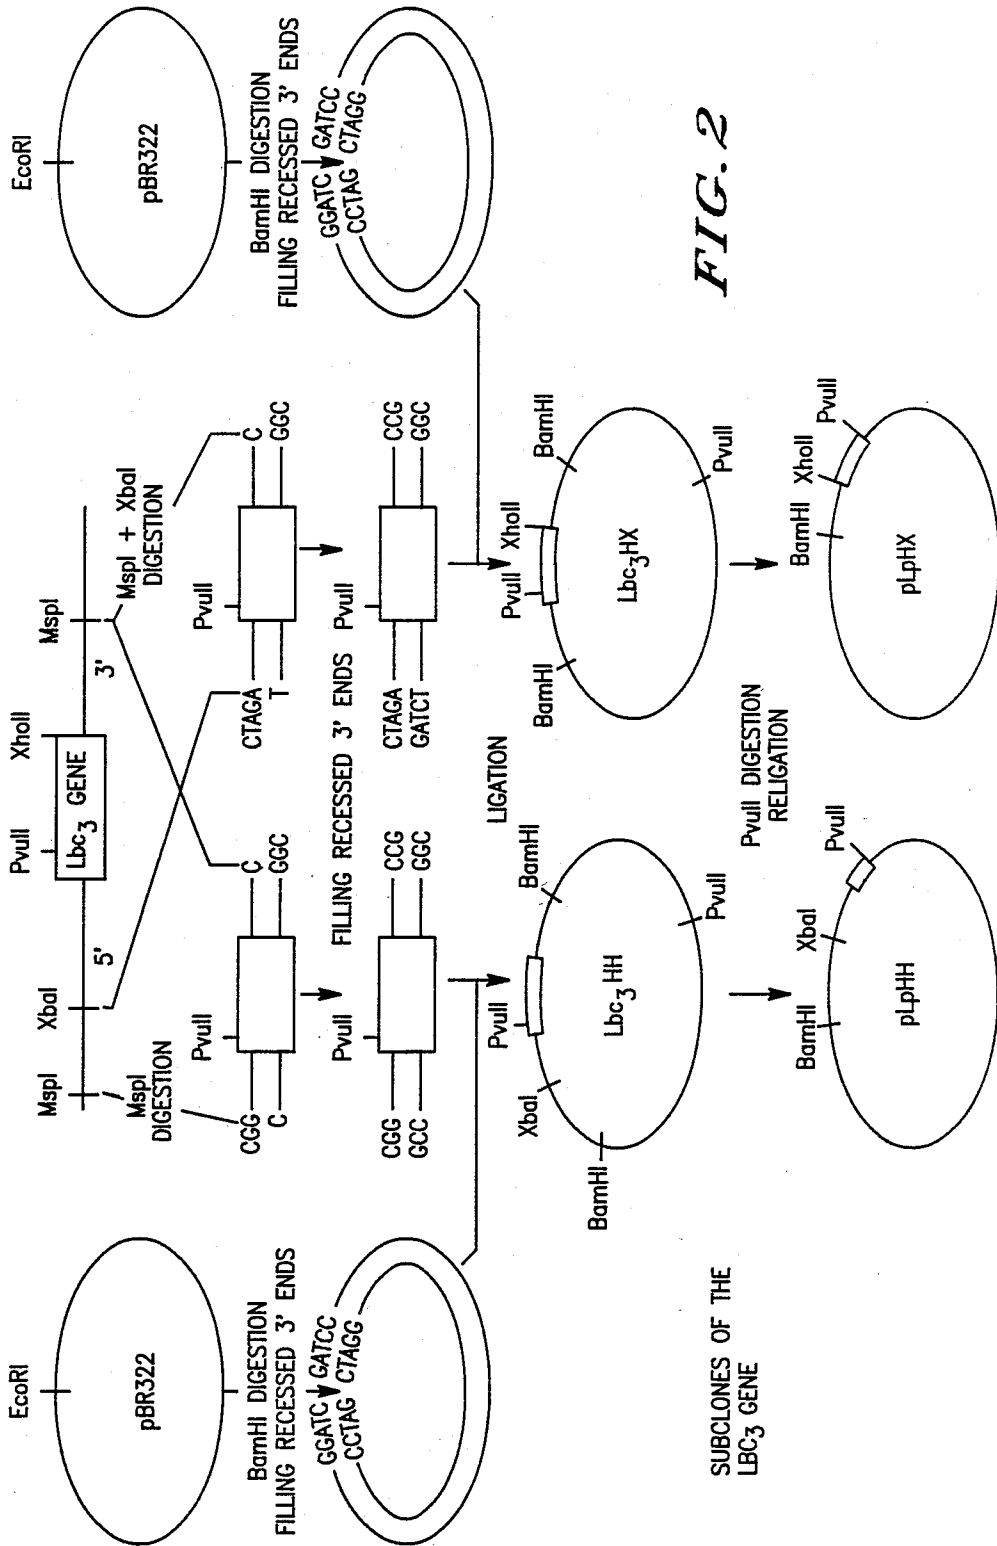 EcoRI
pBR322
BamHI DIGESTION
FILLING RECESSED 3' ENDS
GGATC GATCC
CCTAG CTAGG
MspI XbaI PvuII XhoII MspI
5' Lbc3 GENE 3'
MspI
DIGESTION
MspI + XbaI
DIGESTION
PvuII
CGG C
C GGC
PvuII
CTAGA C
T GGC
FILLING RECESSED 3' ENDS
PvuII
CGG CCG
GCC GGC
PvuII
CTAGA CCG
GATCT GGC
EcoRI
pBR322
BamHI DIGESTION
FILLING RECESSED 3' ENDS
GGATC GATCC
CCTAG CTAGG
LIGATION
BamHI
XbaI
PvuII
BamHI
PvuII
Lbc3HH
BamHI
PvuII
XhoII
BamHI
PvuII
Lbc3HX
PvuII DIGESTION
RELIGATION
BamHI
XbaI
PvuII
pLpHH
BamHI
XhoII
PvuII
pLpHX
SUBCLONES OF THE
LBC3 GENE
FIG. 2